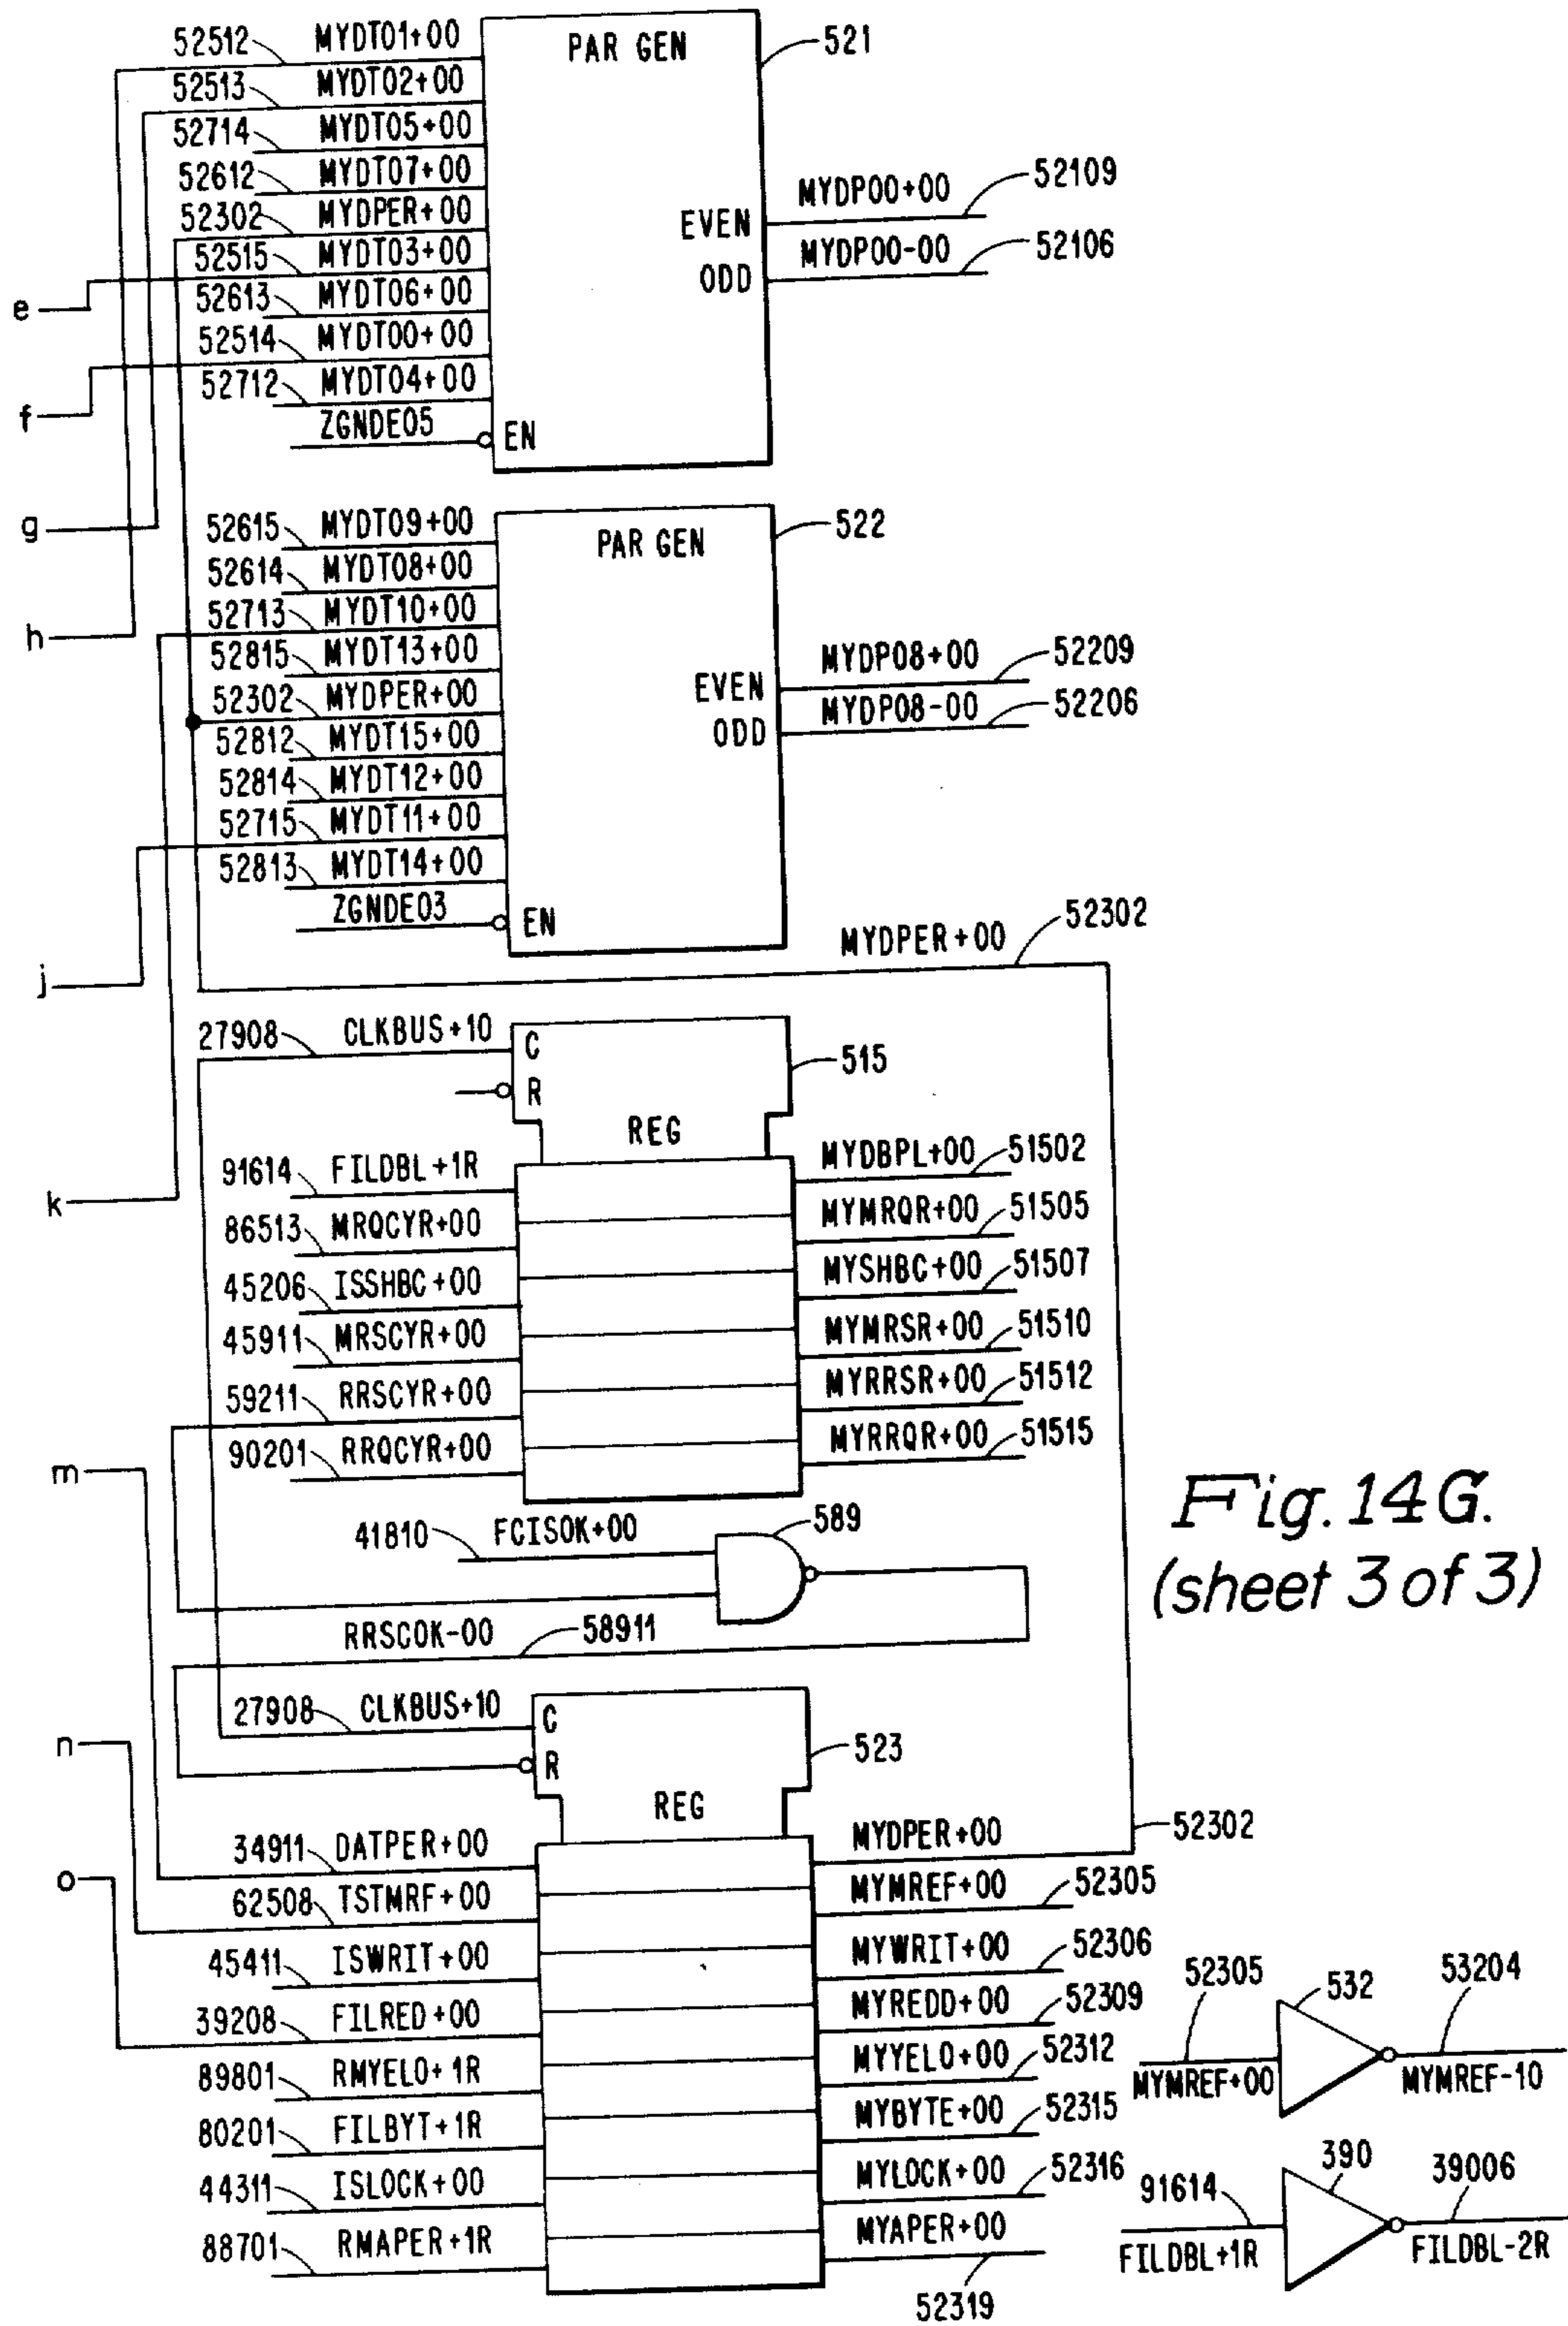 52512 MYDT01+00 PAR GEN 521
52513 MYDT02+00
52714 MYDT05+00
52612 MYDT07+00
52302 MYDPER+00 EVEN MYDP00+00 52109
52515 MYDT03+00 ODD MYDP00-00 52106
e 52613 MYDT06+00
52514 MYDT00+00
f 52712 MYDT04+00
ZGNDE05 EN
g 52615 MYDT09+00 PAR GEN 522
52614 MYDT08+00
h 52713 MYDT10+00
52815 MYDT13+00
52302 MYDPER+00 EVEN MYDP08+00 52209
52812 MYDT15+00 ODD MYDP08-00 52206
52814 MYDT12+00
52715 MYDT11+00
52813 MYDT14+00
ZGNDE03 EN
j MYDPER+00 52302
27908 CLKBUS+10 C 515
R
REG
91614 FILDBL+1R MYDBPL+00 51502
k 86513 MRQCYR+00 MYMRQR+00 51505
45206 ISSHBC+00 MYSHBC+00 51507
45911 MRSCYR+00 MYMRSR+00 51510
59211 RRSCYR+00 MYRRSR+00 51512
m 90201 RRQCYR+00 MYRRQR+00 51515
Fig. 14G.
(sheet 3 of 3)
41810 FCISOK+00 589
RRSCOK-00 58911
27908 CLKBUS+10 C 523
n R
REG
34911 DATPER+00 MYDPER+00 52302
o 62508 TSTMRF+00 MYMREF+00 52305
45411 ISWRIT+00 MYWRIT+00 52306
39208 FILRED+00 MYREDD+00 52309
89801 RMYELO+1R MYYELO+00 52312
80201 FILBYT+1R MYBYTE+00 52315
44311 ISLOCK+00 MYLOCK+00 52316
88701 RMAPER+1R MYAPER+00 52319
52305 532 53204
MYMREF+00 MYMREF-10
91614 390 39006
FILDBL+1R FILDBL-2R